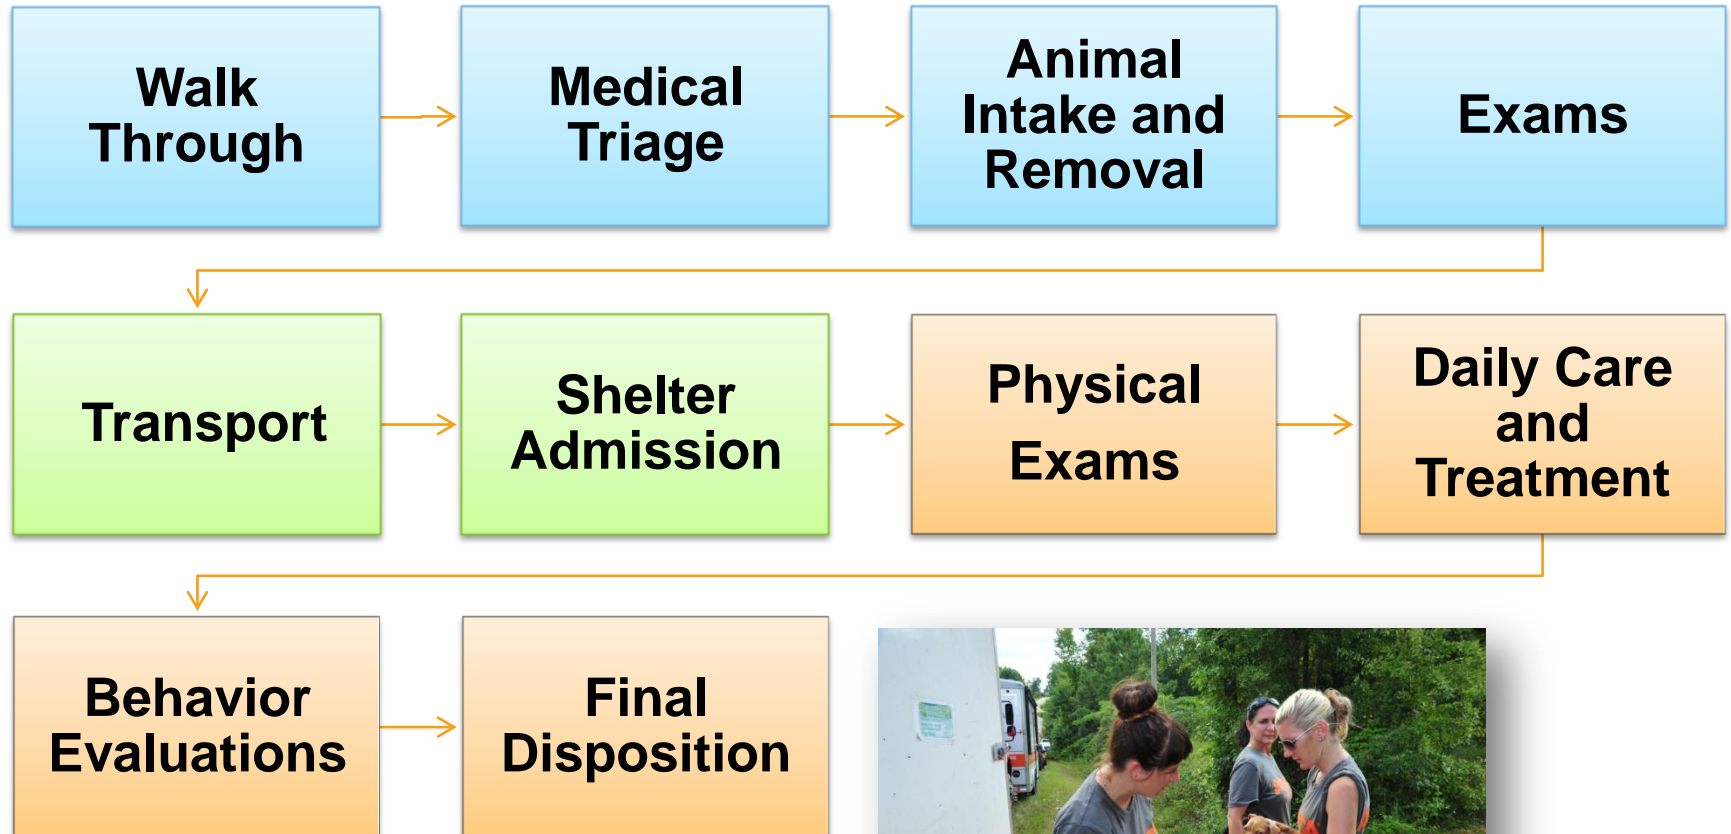 Walk
Through
Medical
Triage
Animal
Intake and
Removal
Exams
Transport
Shelter
Admission
Physical
Exams
Daily Care
and
Treatment
Behavior
Evaluations
Final
Disposition